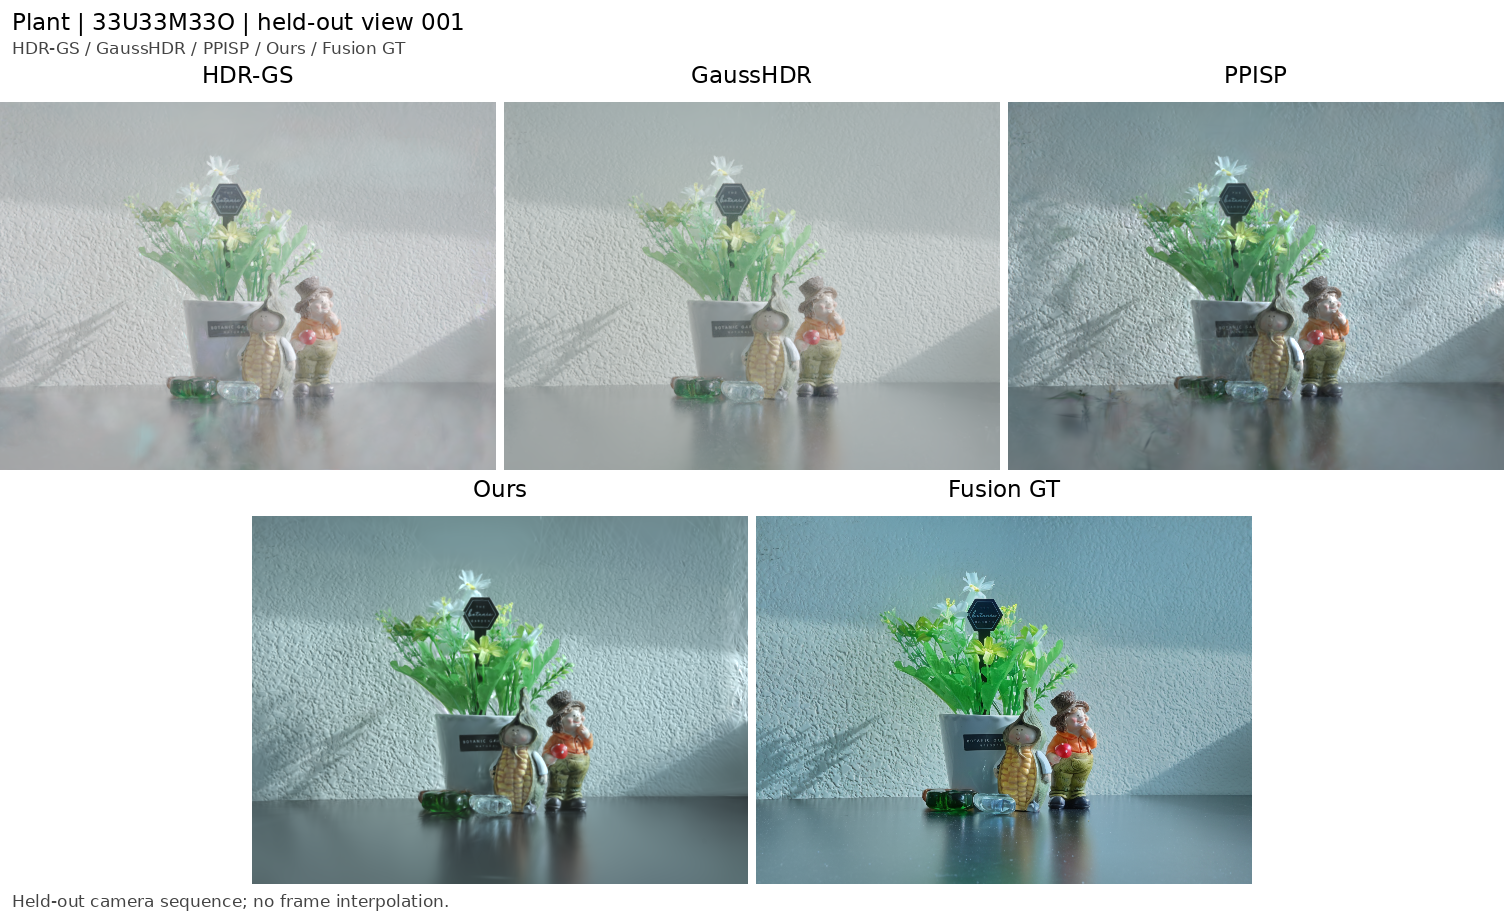 Plant | 33U33M33O | held-out view 001
HDR-GS / GaussHDR / PPISP / Ours / Fusion GT
HDR-GS
GaussHDR
PPISP
Ours
Fusion GT
Held-out camera sequence; no frame interpolation.